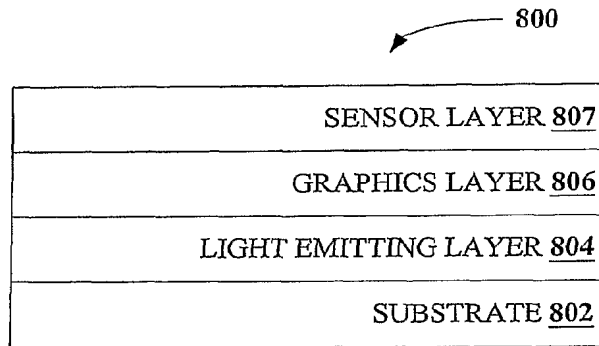 800
SENSOR LAYER 807
GRAPHICS LAYER 806
LIGHT EMITTING LAYER 804
SUBSTRATE 802